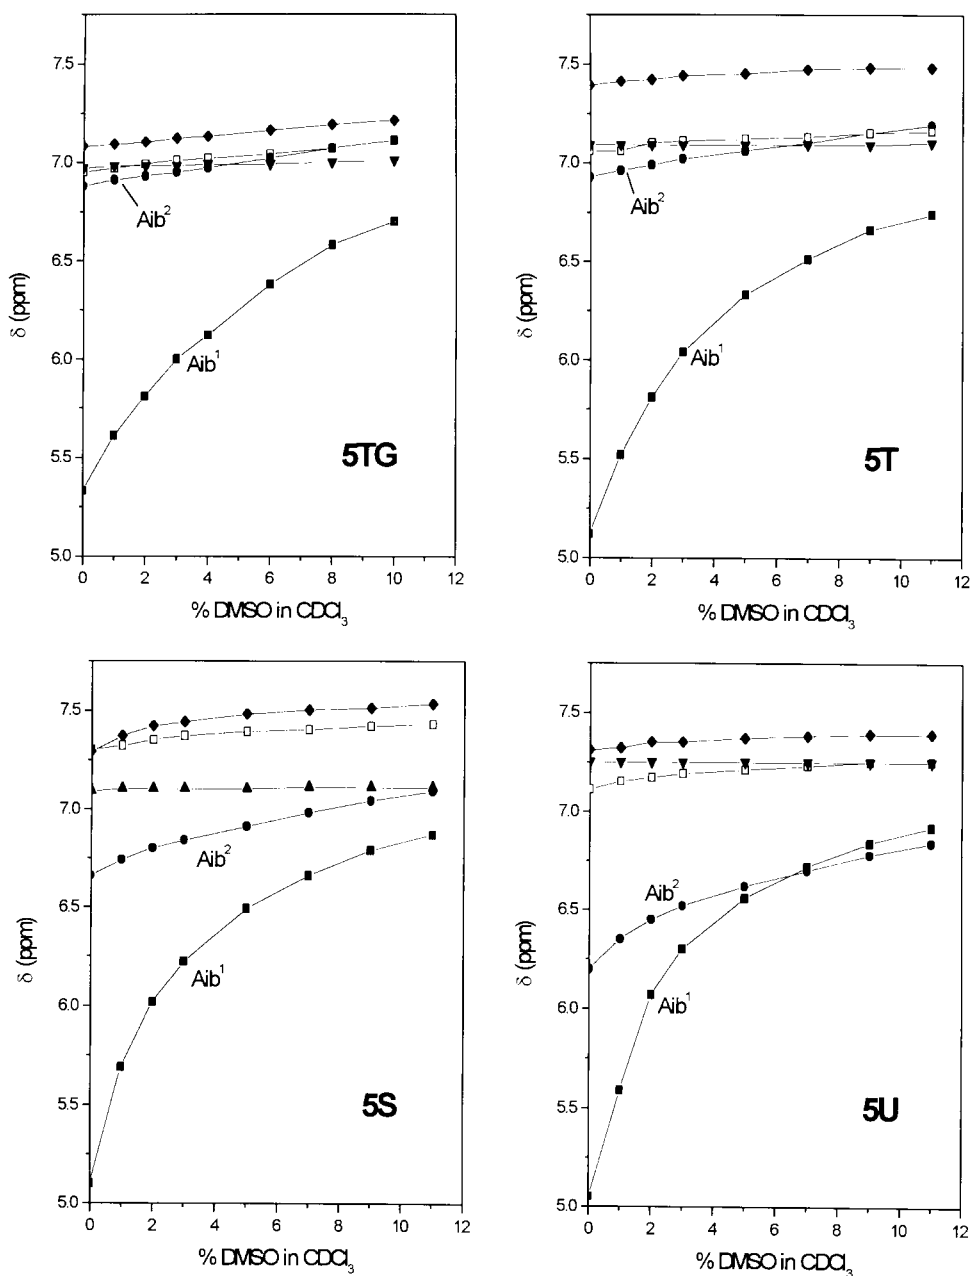 7.5
7.0
6.5
6.0
5.5
5.0
δ (ppm)
Aib²
Aib¹
5TG
0 2 4 6 8 10 12
% DMSO in CDCl₃
7.5
7.0
6.5
6.0
5.5
5.0
δ (ppm)
Aib²
Aib¹
5T
0 2 4 6 8 10 12
% DMSO in CDCl₃
7.5
7.0
6.5
6.0
5.5
5.0
δ (ppm)
Aib²
Aib¹
5S
0 2 4 6 8 10 12
% DMSO in CDCl₃
7.5
7.0
6.5
6.0
5.5
5.0
δ (ppm)
Aib²
Aib¹
5U
0 2 4 6 8 10 12
% DMSO in CDCl₃